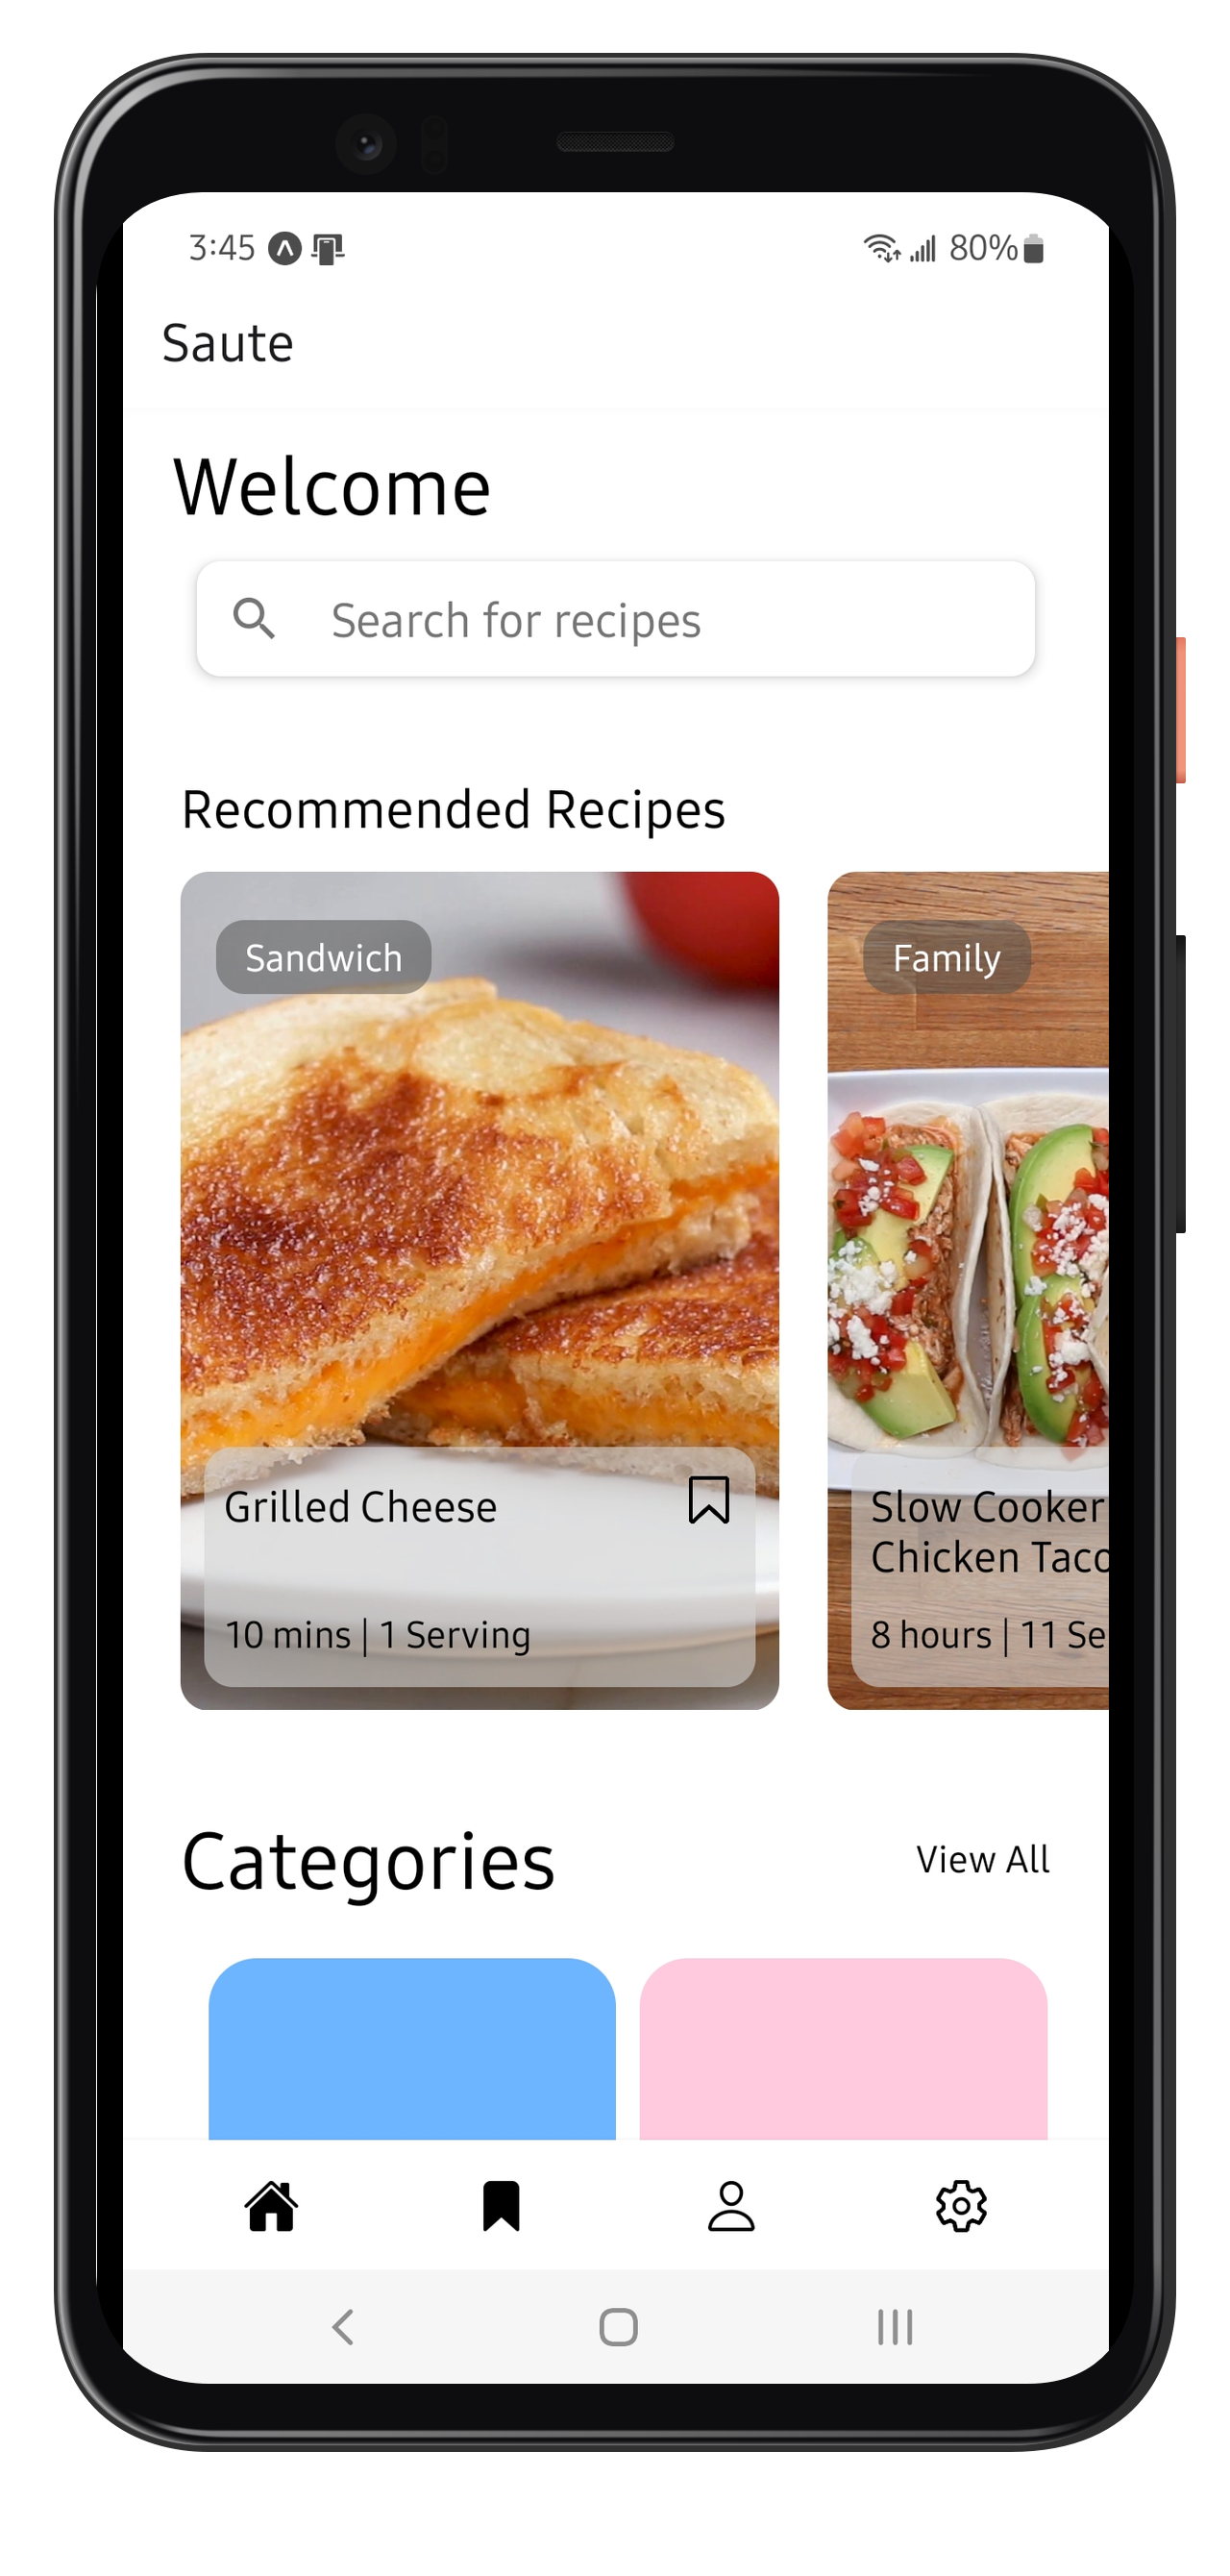 3:45 80%
Saute
Welcome
Search for recipes
Recommended Recipes
Sandwich
Family
Grilled Cheese
10 mins | 1 Serving
Slow Cooker
Chicken Taco
8 hours | 11 Se
Categories
View All